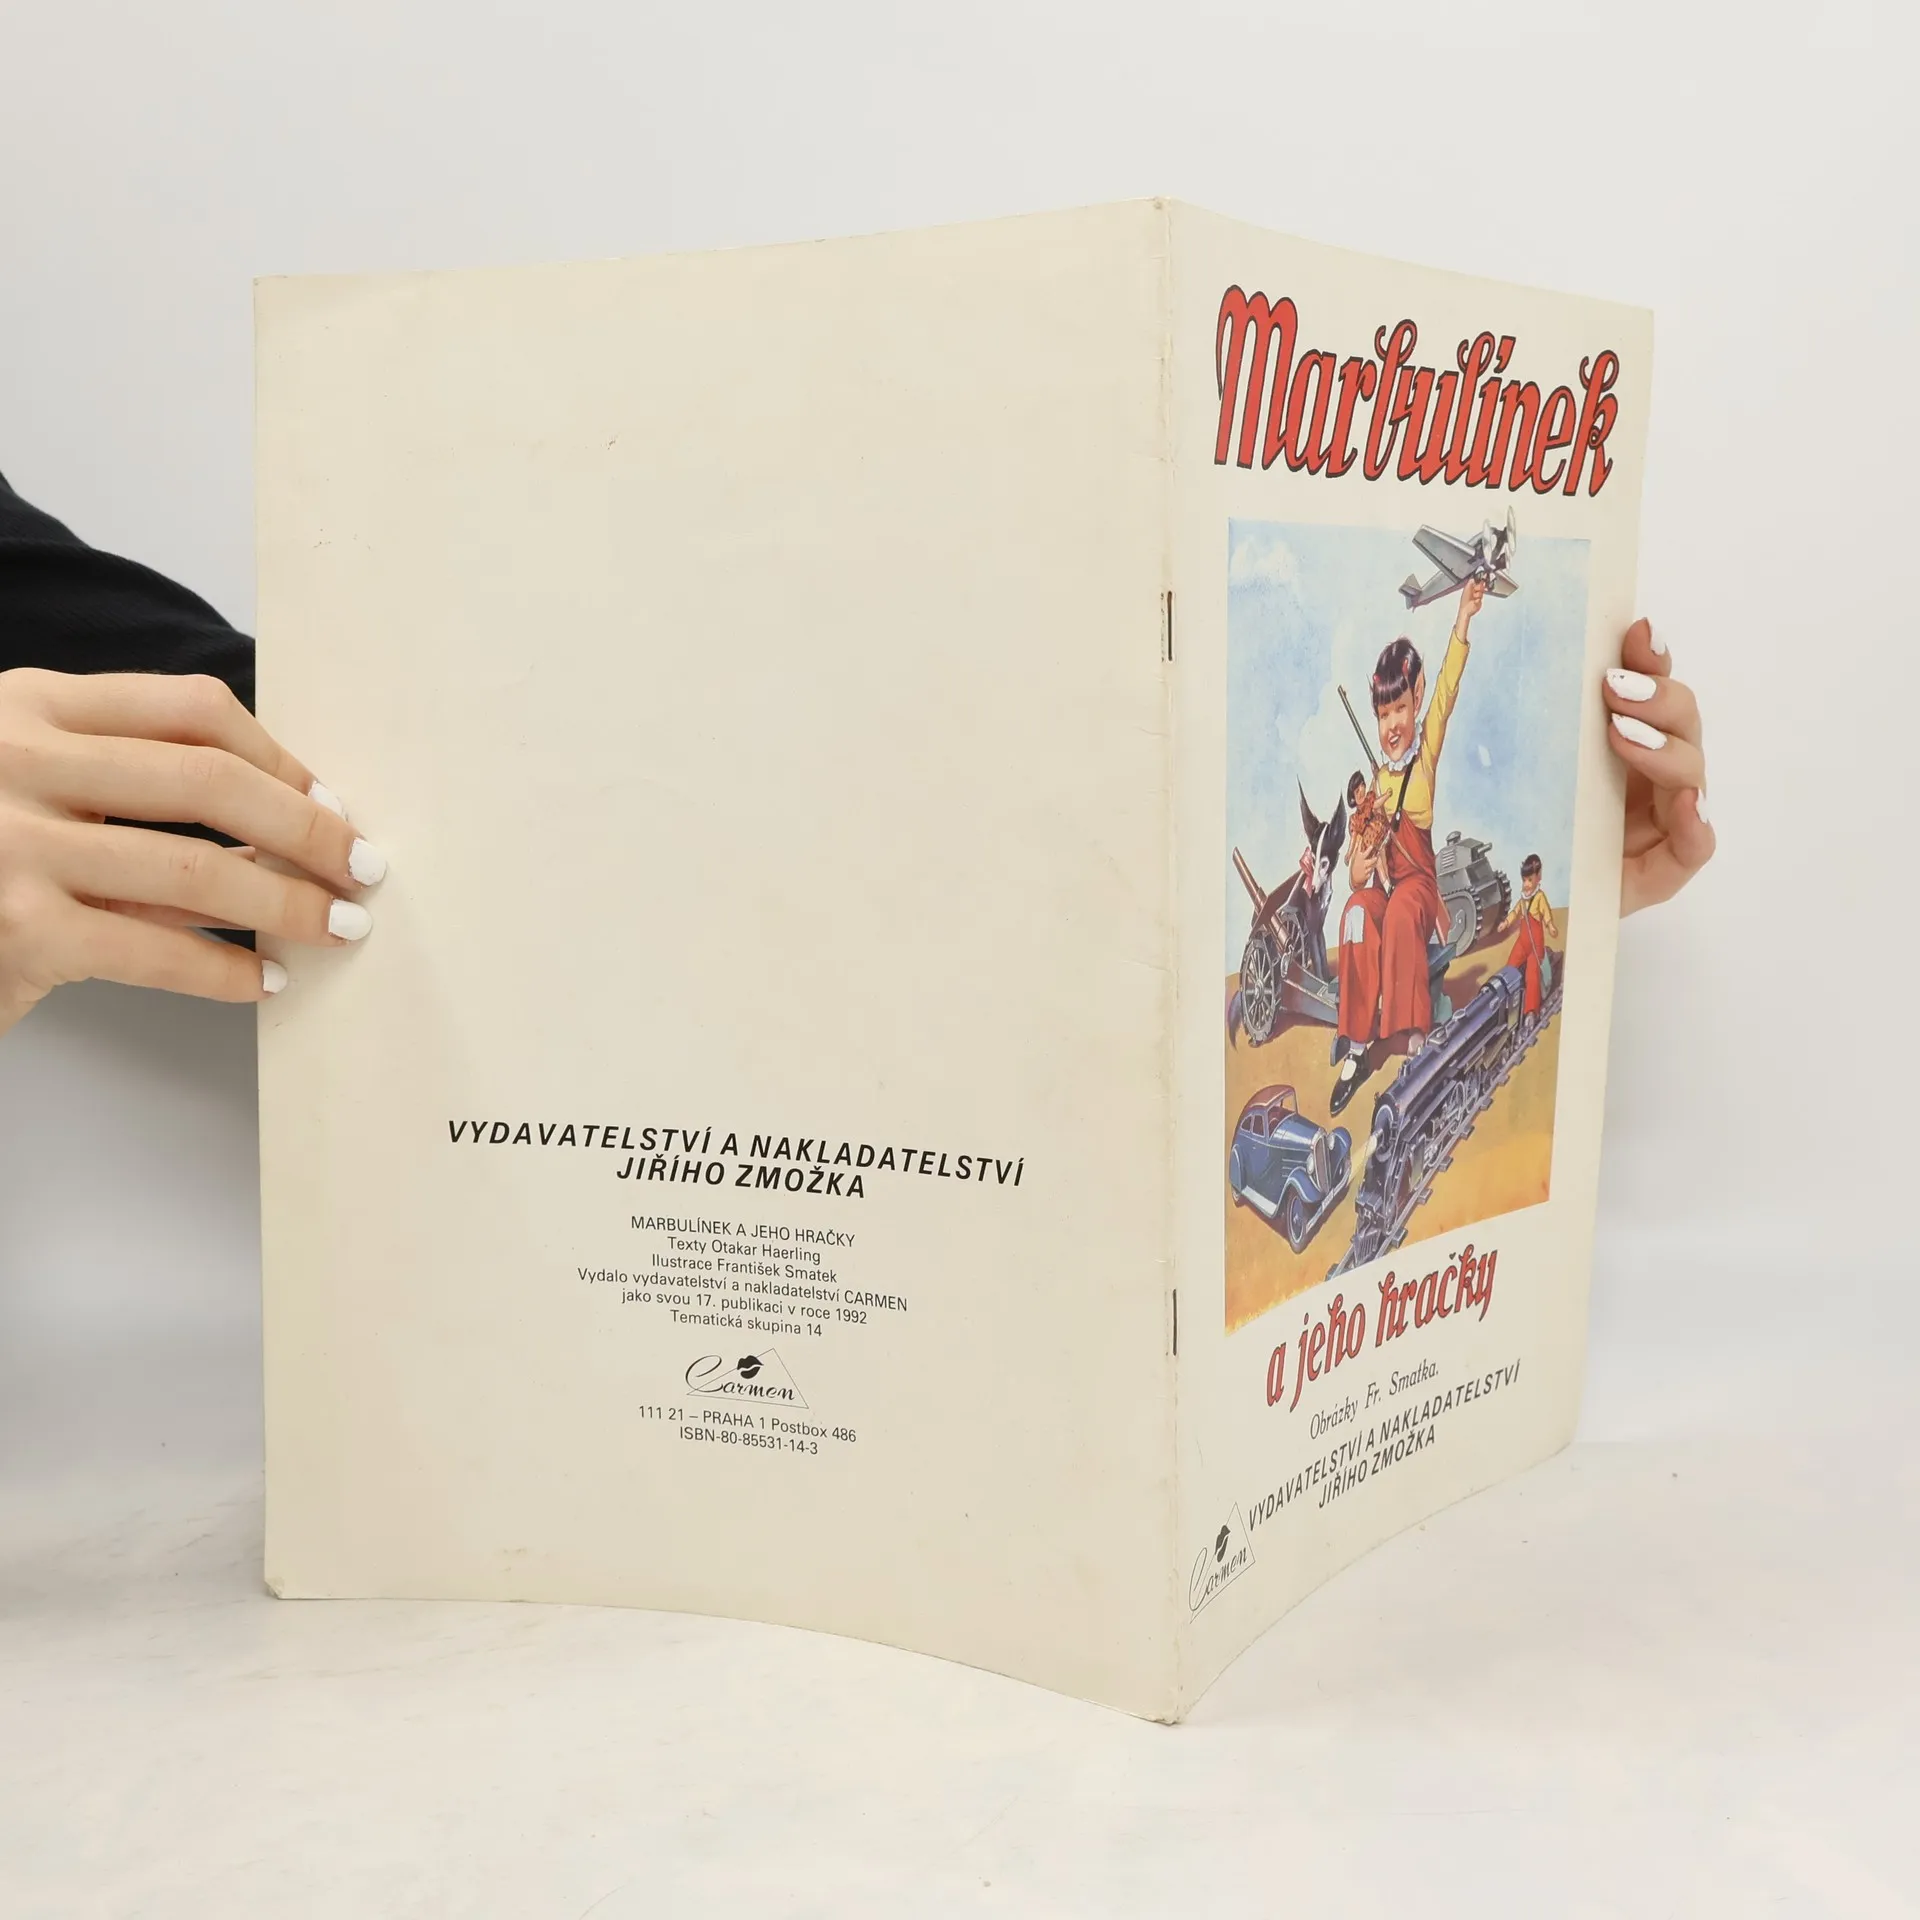 VYDAVATELSTVÍ A NAKLADATELSTVÍ
JIŘÍHO ZMOŽKA
MARBULÍNEK A JEHO HRAČKY
Texty Otakar Haerling
Ilustrace František Smatek
Vydalo vydavatelství a nakladatelství CARMEN
jako svou 17. publikaci v roce 1992
Tematická skupina 14
Carmen
111 21 – PRAHA 1 Postbox 486
ISBN-80-85531-14-3
Marbulínek
a jeho hračky
Obrázky Fr. Smatka.
VYDAVATELSTVÍ A NAKLADATELSTVÍ
JIŘÍHO ZMOŽKA
Carmen